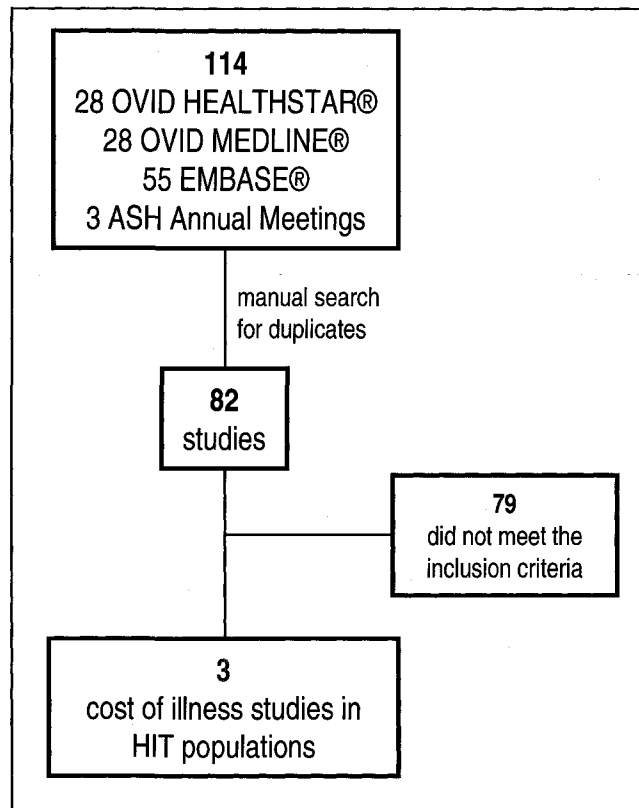 114
28 OVID HEALTHSTAR®
28 OVID MEDLINE®
55 EMBASE®
3 ASH Annual Meetings
manual search
for duplicates
82
studies
79
did not meet the
inclusion criteria
3
cost of illness studies in
HIT populations